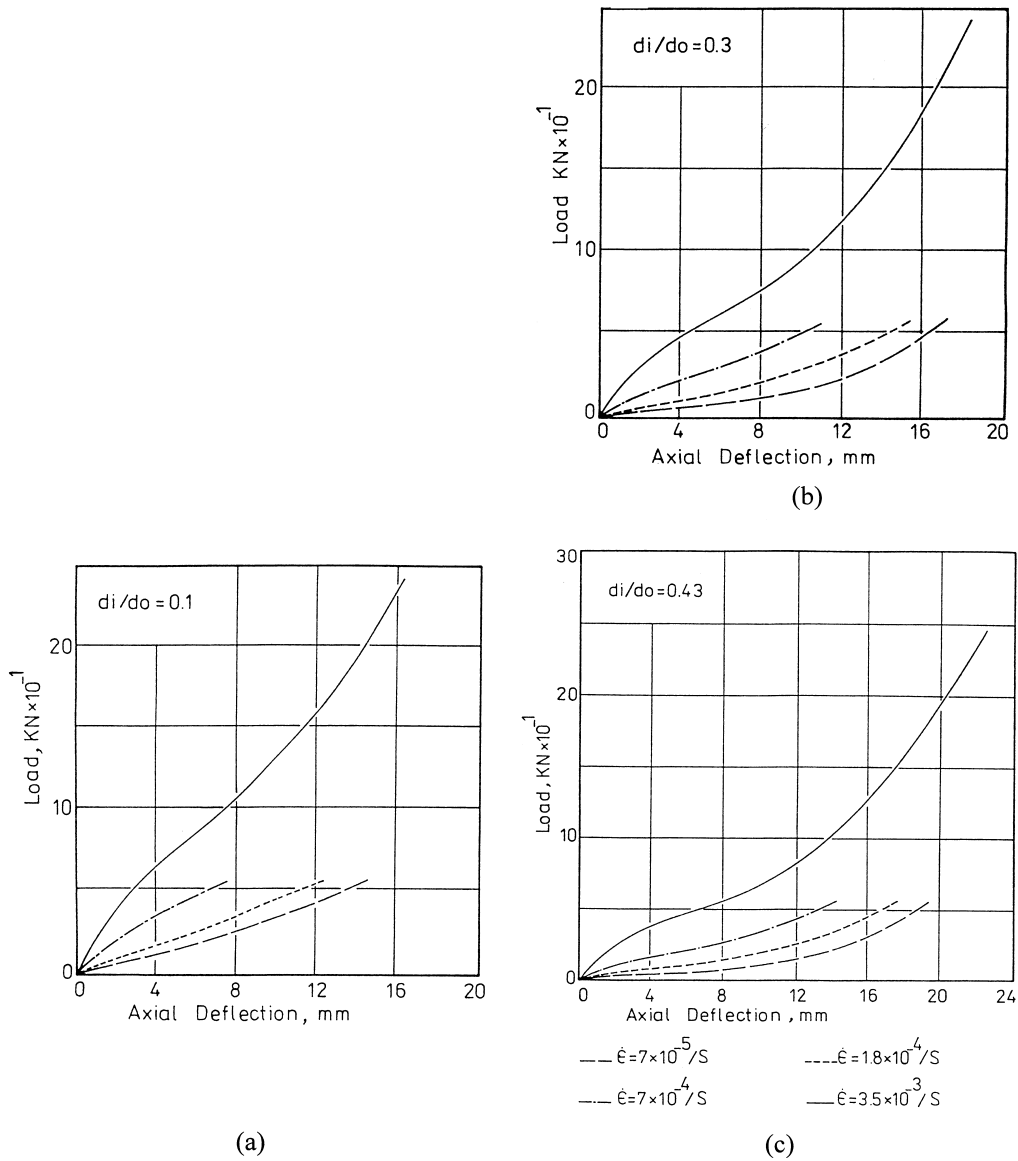 di/do=0.3
20
10
0
Load KN×10⁻¹
0 4 8 12 16 20
Axial Deflection, mm
(b)
di/do=0.1
20
10
0
Load, KN×10⁻¹
0 4 8 12 16 20
Axial Deflection, mm
(a)
30
di/do=0.43
20
10
0
Load, KN×10⁻¹
0 4 8 12 16 20 24
Axial Deflection, mm
ε̇=7×10⁻⁵/S
ε̇=1.8×10⁻⁴/S
ε̇=7×10⁻⁴/S
ε̇=3.5×10⁻³/S
(c)